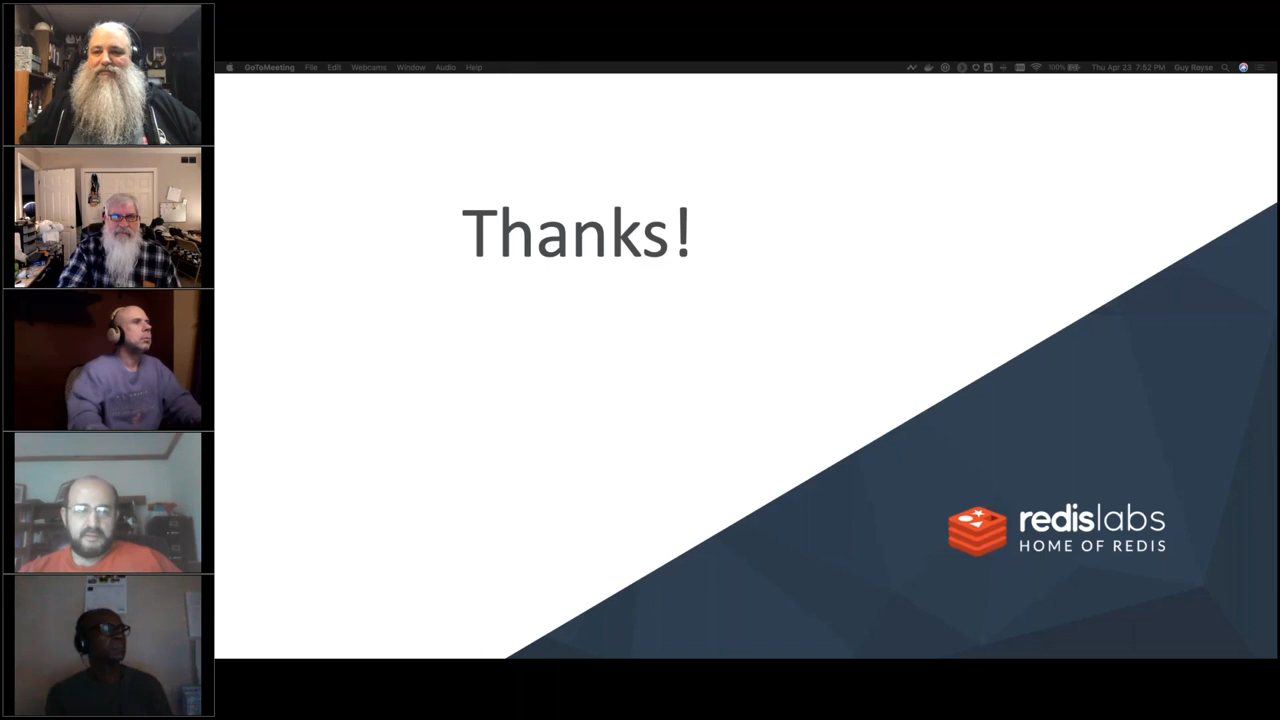 GoToMeeting File Edit Webcams Window Audio Help 100% Thu Apr 23 7:52 PM Guy Royse
Thanks!
redislabs
HOME OF REDIS